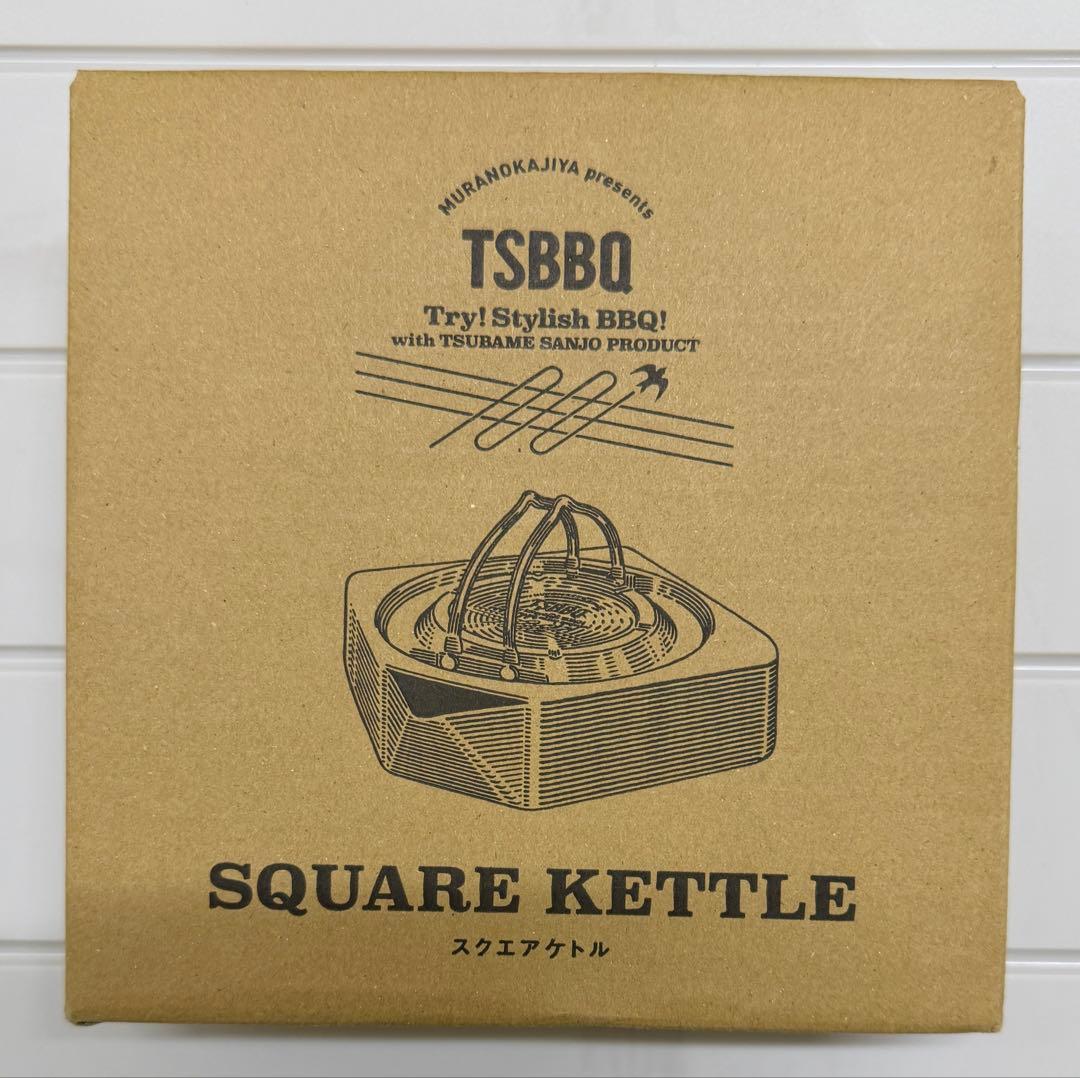 MURANOKAJIYA presents
TSBBQ
Try! Stylish BBQ!
with TSUBAME SANJO PRODUCT
TSBBQ
SQUARE KETTLE
スクエアケトル